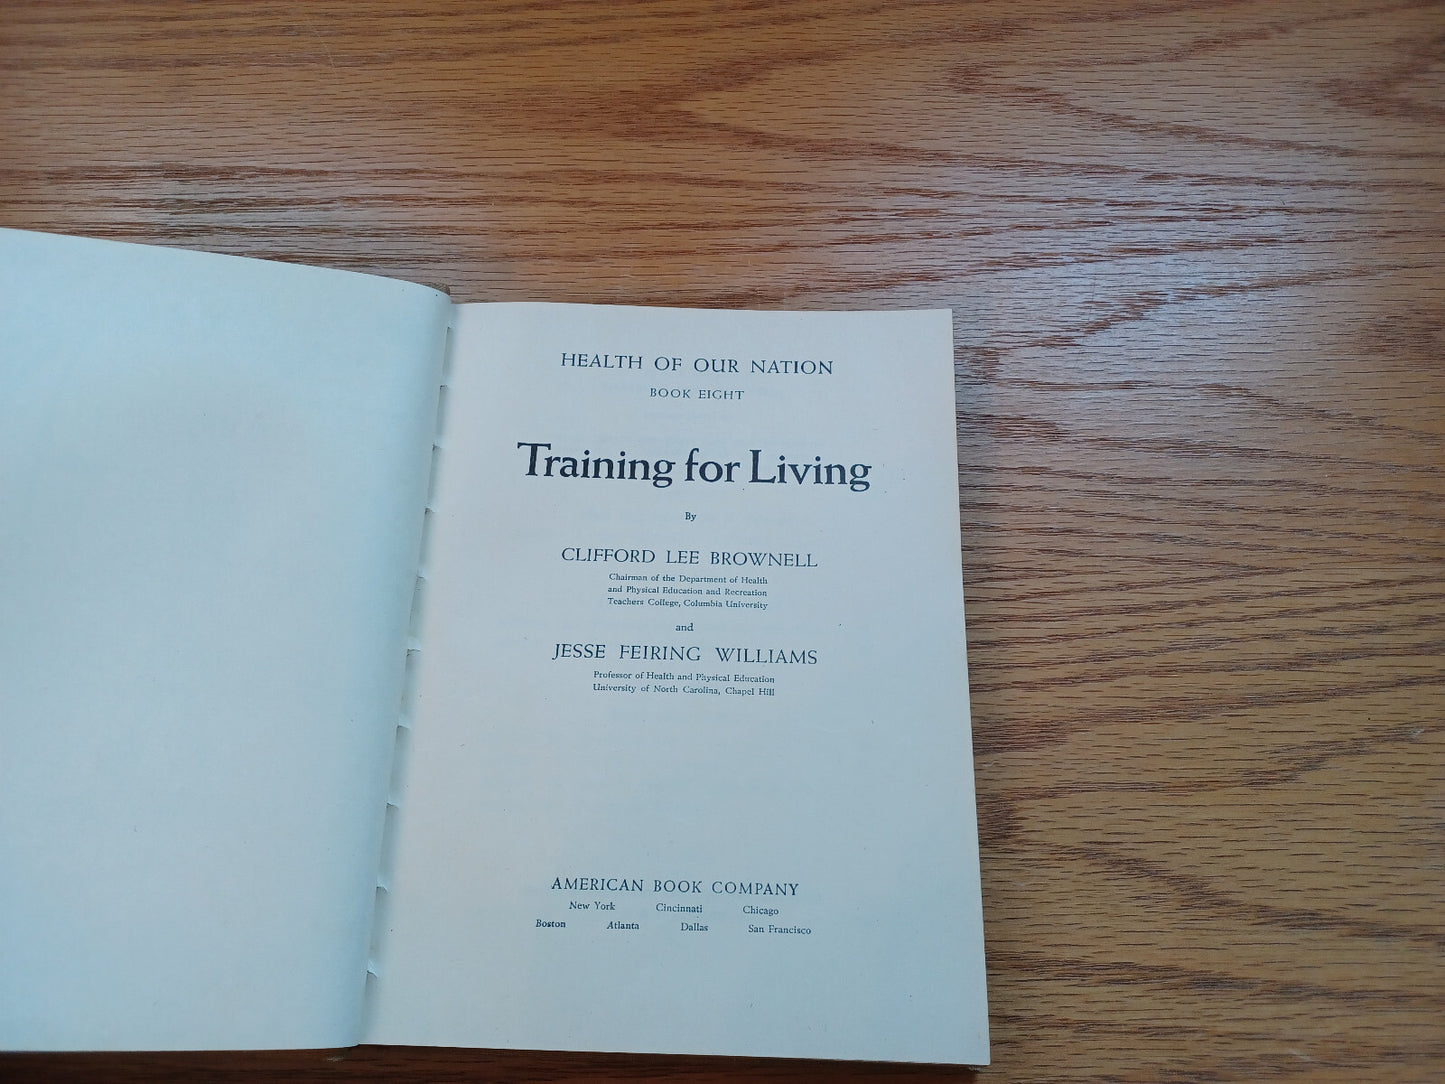 HEALTH OF OUR NATION
BOOK EIGHT
Training for Living
By
CLIFFORD LEE BROWNELL
Chairman of the Department of Health
and Physical Education and Recreation
Teachers College, Columbia University
and
JESSE FEIRING WILLIAMS
Professor of Health and Physical Education
University of North Carolina, Chapel Hill
AMERICAN BOOK COMPANY
New York Cincinnati Chicago
Boston Atlanta Dallas San Francisco